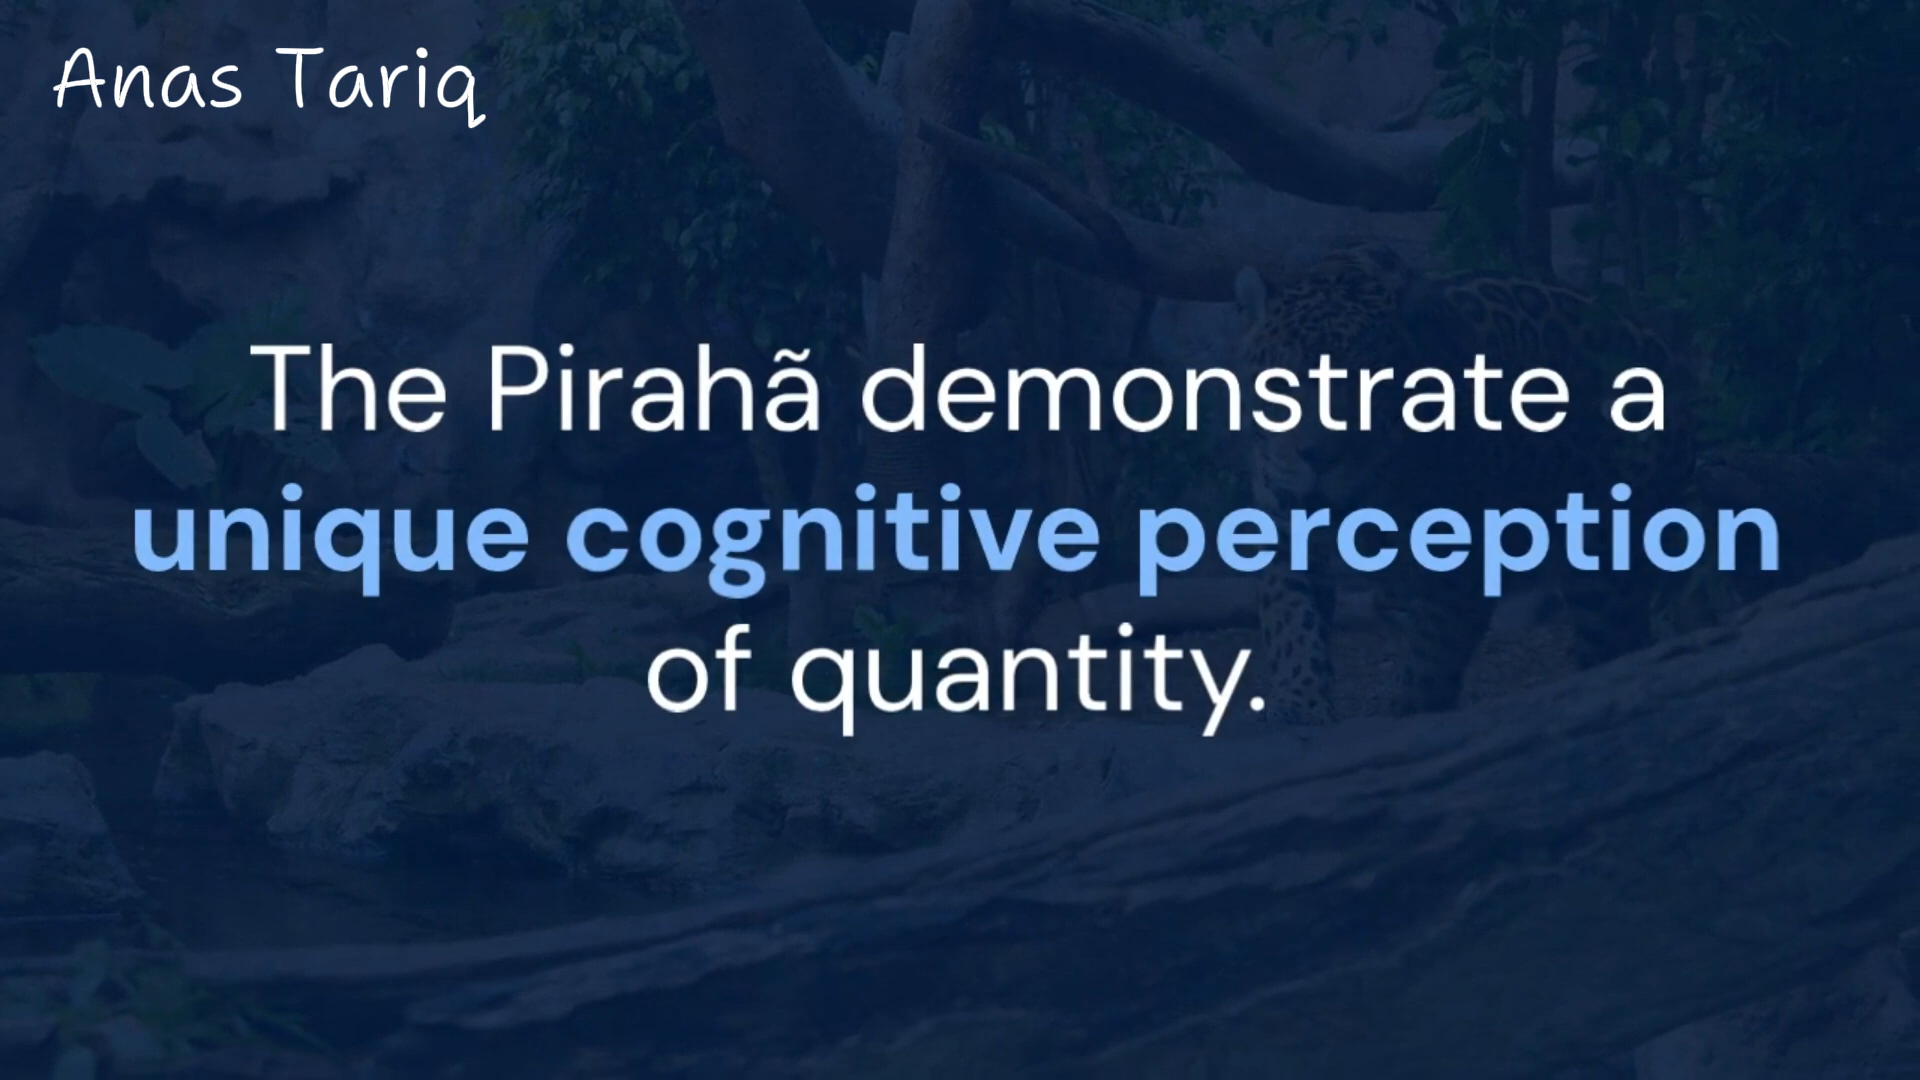 Anas Tariq
The Pirahã demonstrate a
unique cognitive perception
of quantity.